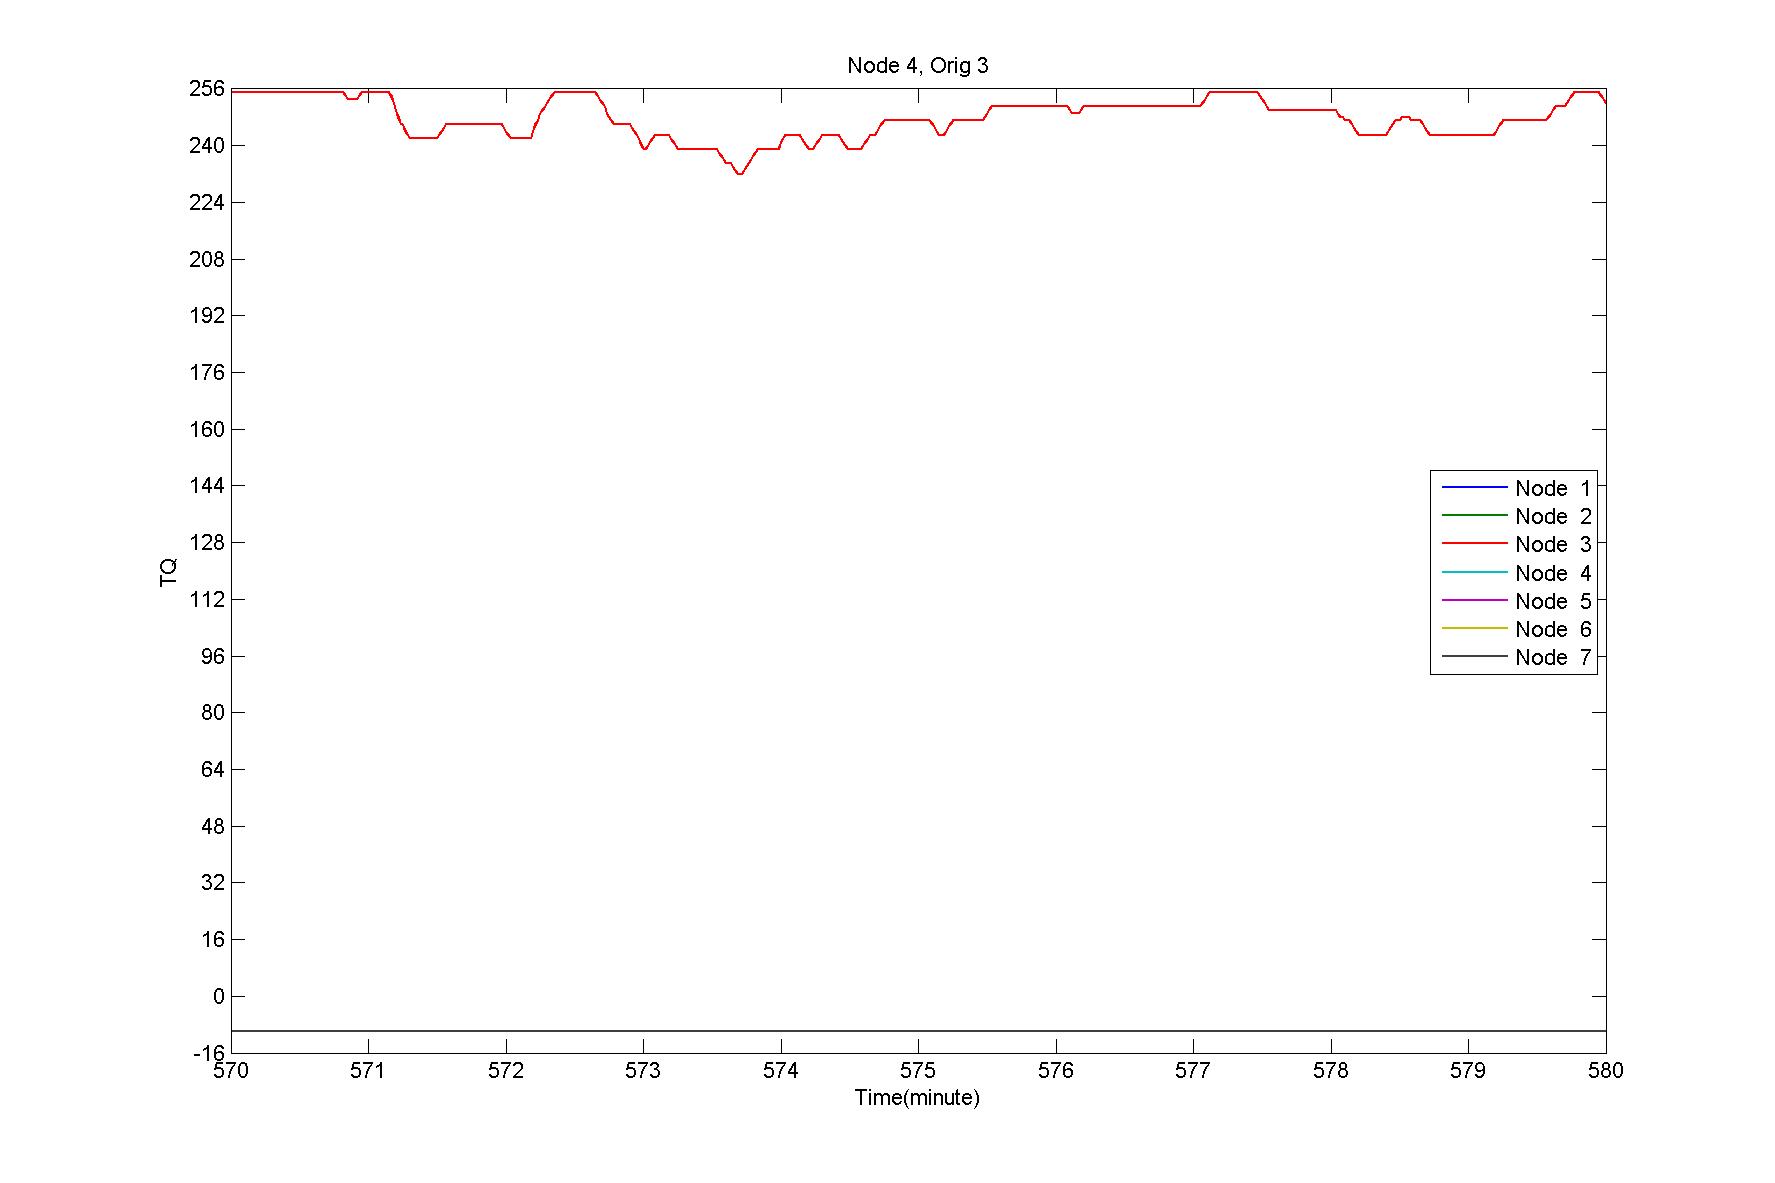 Node 4, Orig 3
256
240
224
208
192
176
160
144
128
112
96
80
64
48
32
16
0
-16
TQ
Node 1
Node 2
Node 3
Node 4
Node 5
Node 6
Node 7
570 571 572 573 574 575 576 577 578 579 580
Time(minute)